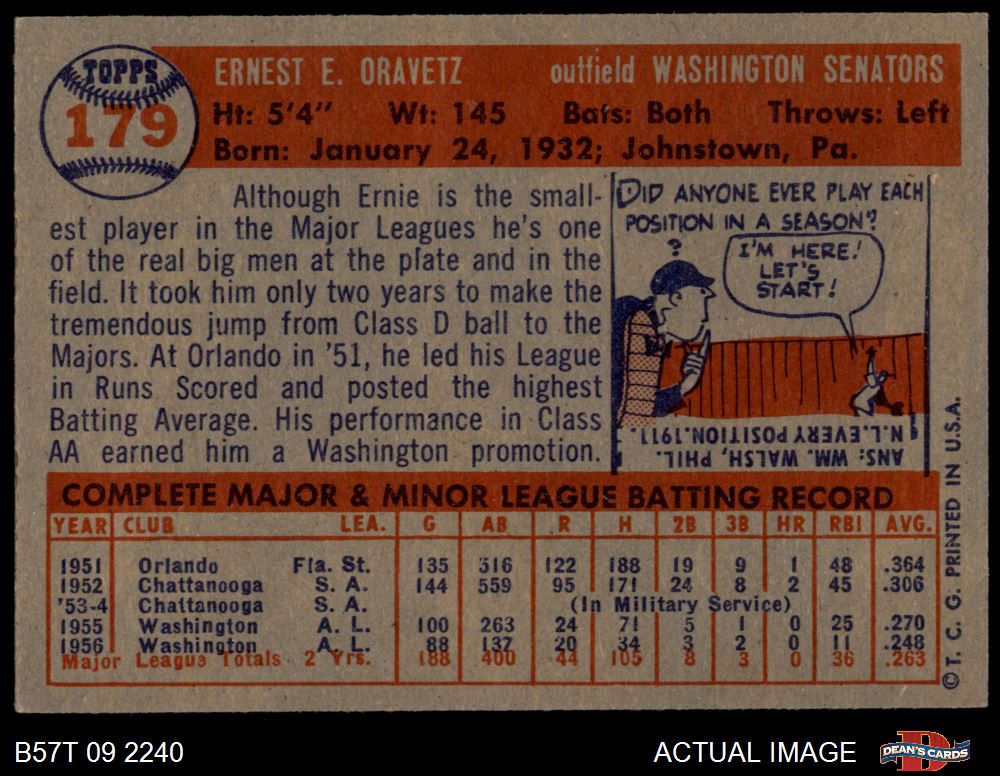 TOPPS
179
ERNEST E. ORAVETZ outfield WASHINGTON SENATORS
Ht: 5'4" Wt: 145 Bats: Both Throws: Left
Born: January 24, 1932; Johnstown, Pa.
Although Ernie is the small-
est player in the Major Leagues he's one
of the real big men at the plate and in the
field. It took him only two years to make the
tremendous jump from Class D ball to the
Majors. At Orlando in '51, he led his League
in Runs Scored and posted the highest
Batting Average. His performance in Class
AA earned him a Washington promotion.
DID ANYONE EVER PLAY EACH
POSITION IN A SEASON?
?
I'M HERE!
LET'S
START!
ANS: WM. WALSH, PHIL.
N.L. EVERY POSITION. 1911.
COMPLETE MAJOR & MINOR LEAGUE BATTING RECORD
YEAR CLUB LEA. G AB R H 2B 3B HR RBI AVG.
1951 Orlando Fla. St. 135 516 122 188 19 9 1 48 .364
1952 Chattanooga S. A. 144 559 95 171 24 8 2 45 .306
'53-4 Chattanooga S. A. (In Military Service)
1955 Washington A. L. 100 263 24 71 5 1 0 25 .270
1956 Washington A. L. 88 137 20 34 3 2 0 11 .248
Major League Totals 2 Yrs. 188 400 44 105 8 3 0 36 .263
© T. C. G. PRINTED IN U.S.A.
B57T 09 2240
ACTUAL IMAGE
DEAN'S CARDS